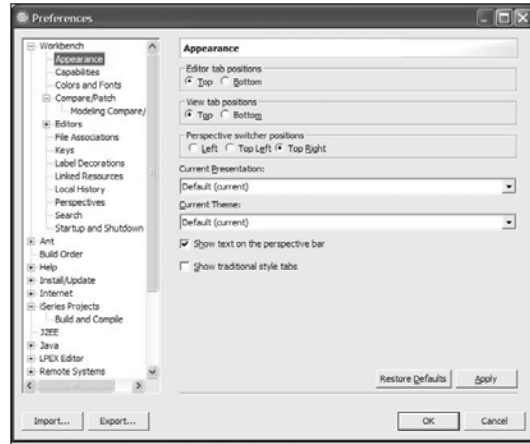 Preferences
Workbench
Appearance
Capabilities
Colors and Fonts
Compare/Patch
Modeling Compare/
Editors
File Associations
Keys
Label Decorations
Linked Resources
Local History
Perspectives
Search
Startup and Shutdown
Ant
Build Order
Help
Install/Update
Internet
iSeries Projects
Build and Compile
J2EE
Java
LPEX Editor
Remote Systems
Appearance
Editor tab positions
Top Bottom
View tab positions
Top Bottom
Perspective switcher positions
Left Top Left Top Right
Current Presentation:
Default (current)
Current Theme:
Default (current)
Show text on the perspective bar
Show traditional style tabs
Restore Defaults Apply
Import... Export... OK Cancel